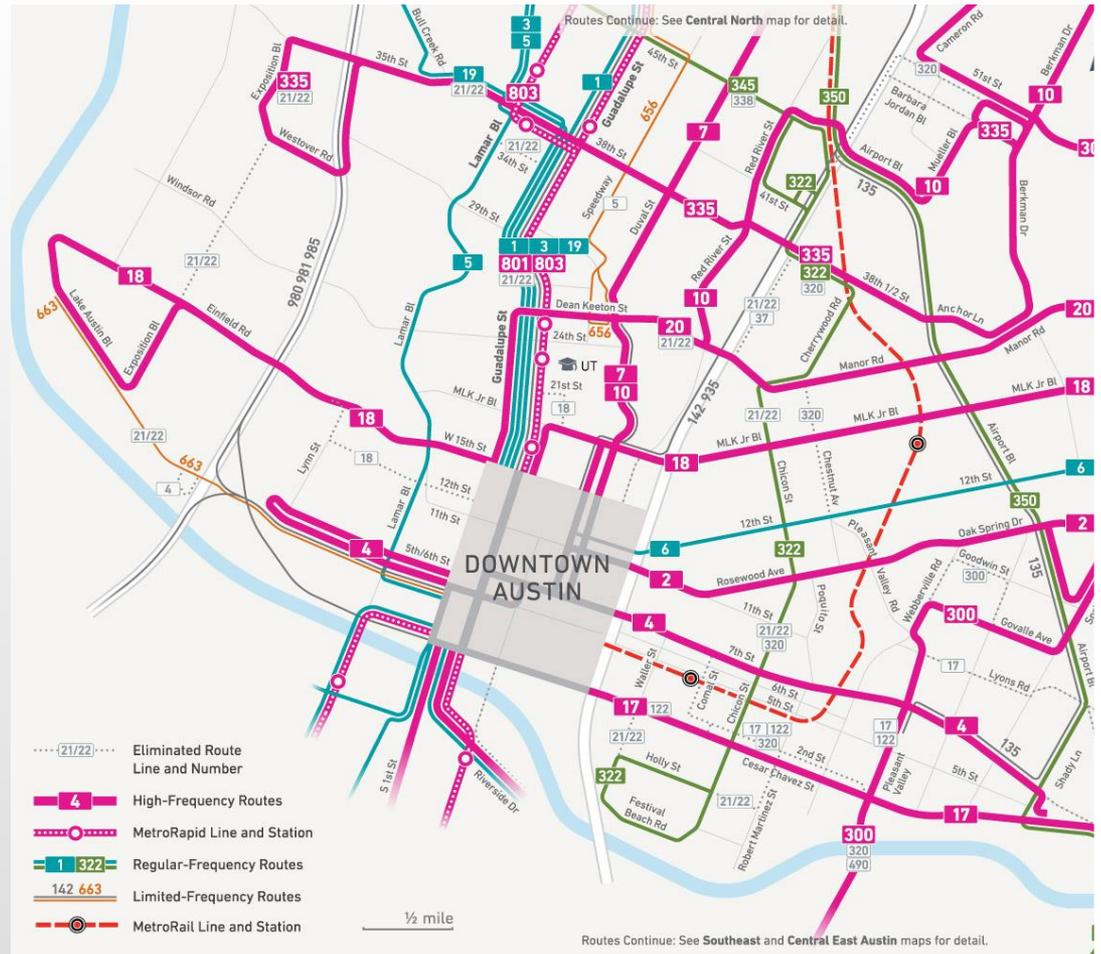 Routes Continue: See Central North map for detail.
Bull Creek Rd
3
5
1
Guadalupe St
45th St
656
345
338
350
Cameron Rd
320
51st St
Berkman Dr
10
Barbara
Jordan Bl
335
Mueller Bl
10
Airport Bl
135
Berkman Dr
Exposition Bl
335
21/22
35th St
19
21/22
803
Westover Rd
Lamar Bl
21/22
34th St
38th St
7
Red River St
322
41st St
Speedway
5
Duval St
335
Red River St
335
322
320
38th 1/2 St
Anchor Ln
Windsor Rd
21/22
29th St
5
1 3 19
801 803
21/22
980 981 985
18
663
Lake Austin Bl
Exposition Bl
Einfield Rd
Lamar Bl
Guadalupe St
Dean Keeton St
656
24th St
UT
21st St
18
7
10
10
20
21/22
21/22
37
Cherrywood Rd
Manor Rd
Manor Rd
20
MLK Jr Bl
18
MLK Jr Bl
MLK Jr Bl
142 935
18
MLK Jr Bl
W 15th St
18
21/22
663
4
Lynn St
18
12th St
11th St
Lamar Bl
4
5th/6th St
DOWNTOWN
AUSTIN
21/22
320
Chicon St
Chestnut Av
Airport Bl
12th St
6
12th St
6
350
Oak Spring Dr
2
322
2
Rosewood Ave
Pleasant
Valley Rd
Poquito St
Webberville Rd
Goodwin St
300
135
300
Govalle Ave
Airport Bl
4
11th St
21/22
320
7th St
6th St
5th St
17
Lyons Rd
Waller St
Comal St
Chicon St
17
122
21/22
17 122
320
2nd St
Cesar Chavez St
17
122
4
135
Pleasant
Valley
5th St
Shady Ln
322
Holly St
Festival
Beach Rd
21/22
Robert Martinez St
17
300
320
490
S 1st St
Riverside Dr
21/22 Eliminated Route
Line and Number
4 High-Frequency Routes
MetroRapid Line and Station
1 322 Regular-Frequency Routes
142 663 Limited-Frequency Routes
MetroRail Line and Station
½ mile
Routes Continue: See Southeast and Central East Austin maps for detail.